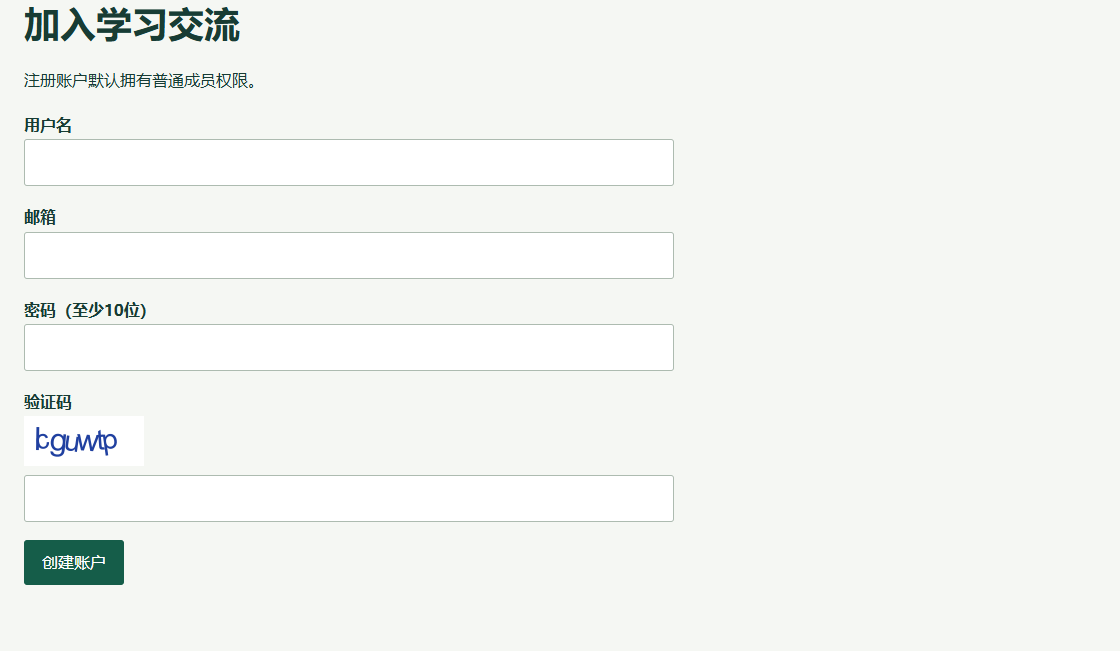 加入学习交流
注册账户默认拥有普通成员权限。
用户名
邮箱
密码（至少10位）
验证码
创建账户